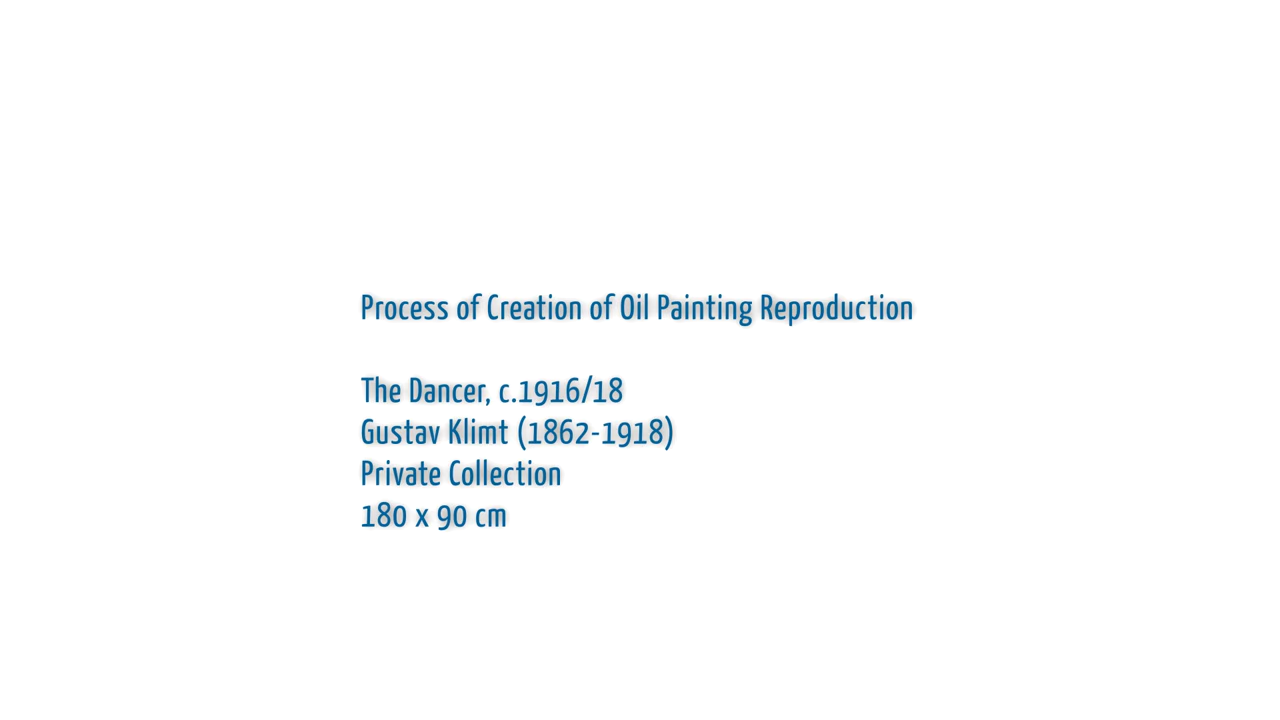 Process of Creation of Oil Painting Reproduction
The Dancer, c.1916/18
Gustav Klimt (1862-1918)
Private Collection
180 x 90 cm